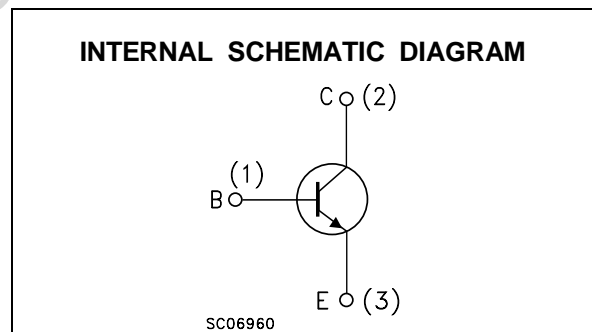 INTERNAL SCHEMATIC DIAGRAM
C (2)
(1)
B
E (3)
SC06960